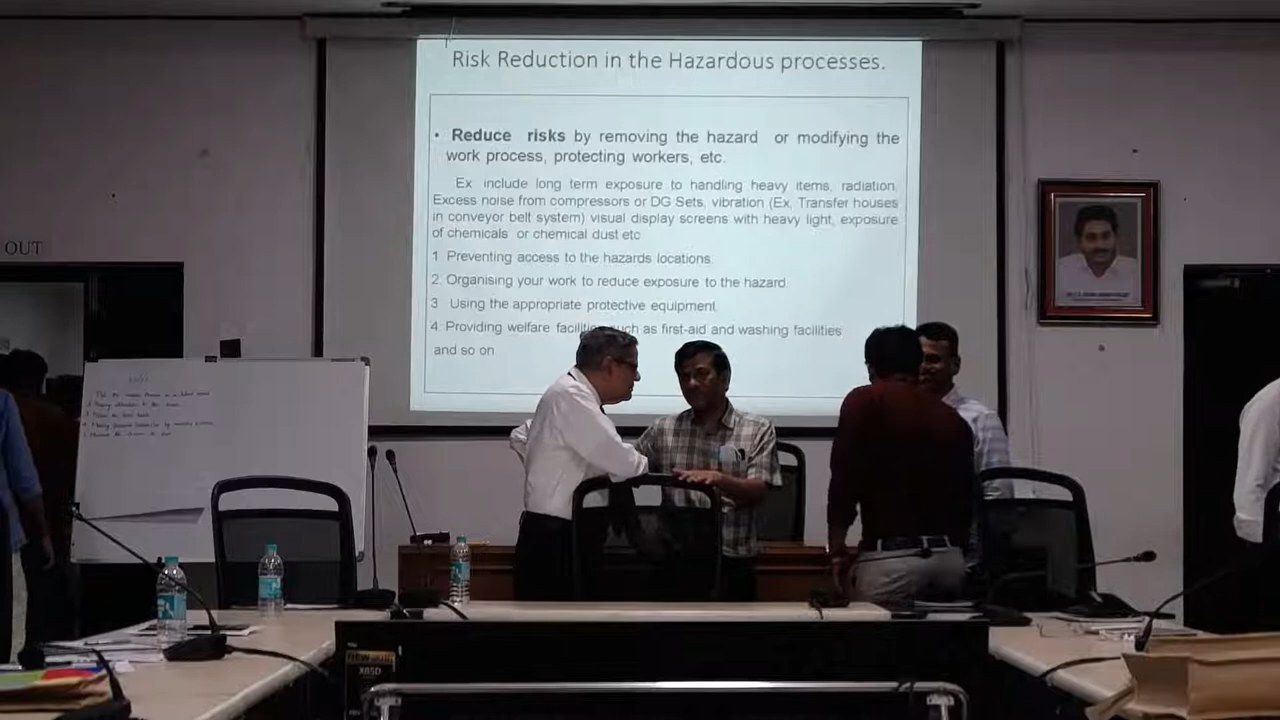 Risk Reduction in the Hazardous processes.
• Reduce risks by removing the hazard or modifying the
work process, protecting workers, etc.
Ex include long term exposure to handling heavy items, radiation,
Excess noise from compressors or DG Sets, vibration (Ex, Transfer houses
in conveyor belt system) visual display screens with heavy light, exposure
of chemicals or chemical dust etc
1 Preventing access to the hazards locations
2. Organising your work to reduce exposure to the hazard
3 Using the appropriate protective equipment
4. Providing welfare facilities such as first-aid and washing facilities
and so on
OUT
X85D